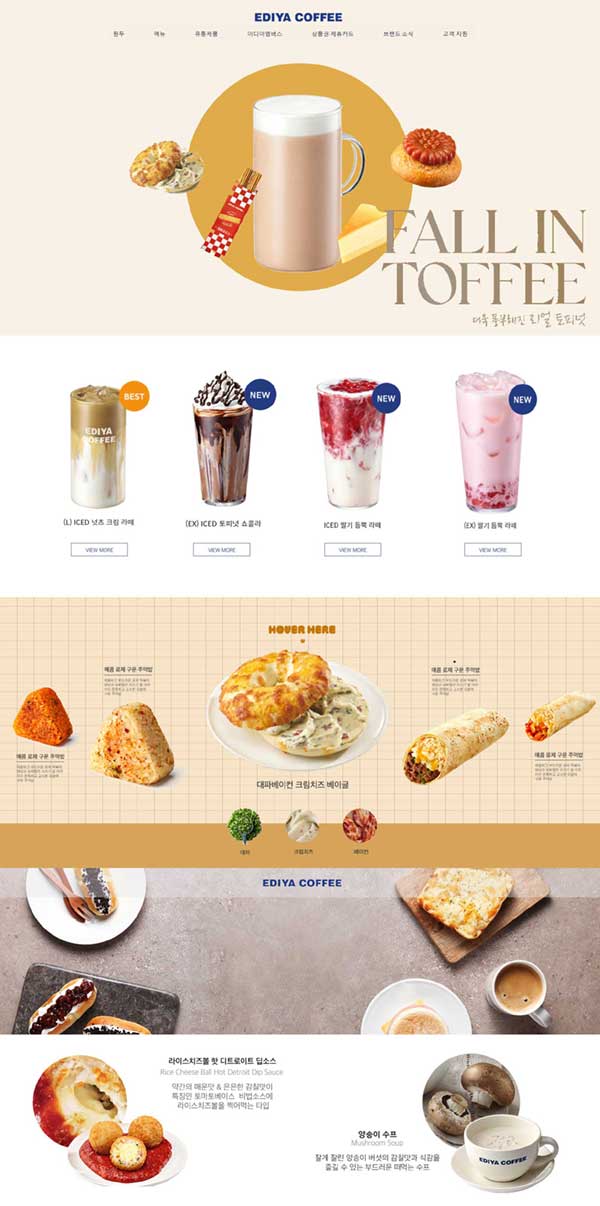 EDIYA COFFEE
원두 메뉴 유통제품 이디야멤버스 상품권·제휴카드 브랜드 소식 고객 지원
FALL IN
TOFFEE
더욱 풍부해진 리얼 토피넛
BEST
NEW
NEW
NEW
EDIYA
COFFEE
(L) ICED 넛츠 크림 라떼
(EX) ICED 토피넛 쇼콜라
ICED 딸기 듬뿍 라떼
(EX) 딸기 듬뿍 라떼
VIEW MORE
VIEW MORE
VIEW MORE
VIEW MORE
HOVER HERE
매콤 로제 구운 주먹밥
매콤 로제 구운 주먹밥
매콤 로제 구운 주먹밥
매콤 로제 구운 주먹밥
대파베이컨 크림치즈 베이글
대파
크림치즈
베이컨
EDIYA COFFEE
라이스치즈볼 핫 디트로이트 딥소스
Rice Cheese Ball Hot Detroit Dip Sauce
약간의 매운맛 & 은은한 감칠맛이
특징인 토마토베이스 비법소스에
라이스치즈볼을 찍어먹는 타입
양송이 수프
Mushroom Soup
잘게 잘린 양송이 버섯의 감칠맛과 식감을
즐길 수 있는 부드러운 떠먹는 수프
EDIYA COFFEE